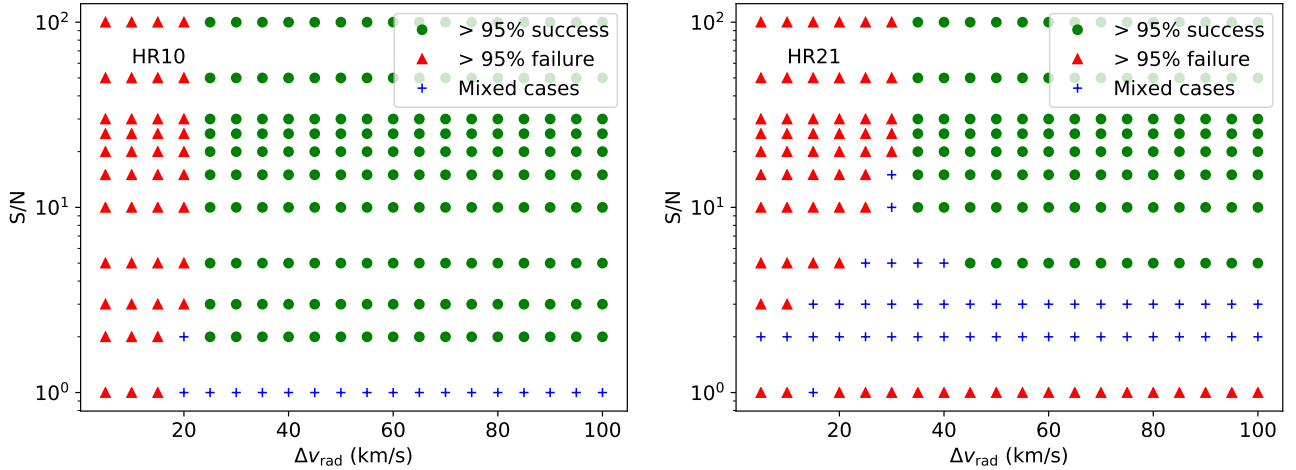 10²
10¹
10⁰
S/N
HR10
> 95% success
> 95% failure
Mixed cases
20 40 60 80 100
Δv_rad (km/s)
10²
10¹
10⁰
S/N
HR21
> 95% success
> 95% failure
Mixed cases
20 40 60 80 100
Δv_rad (km/s)